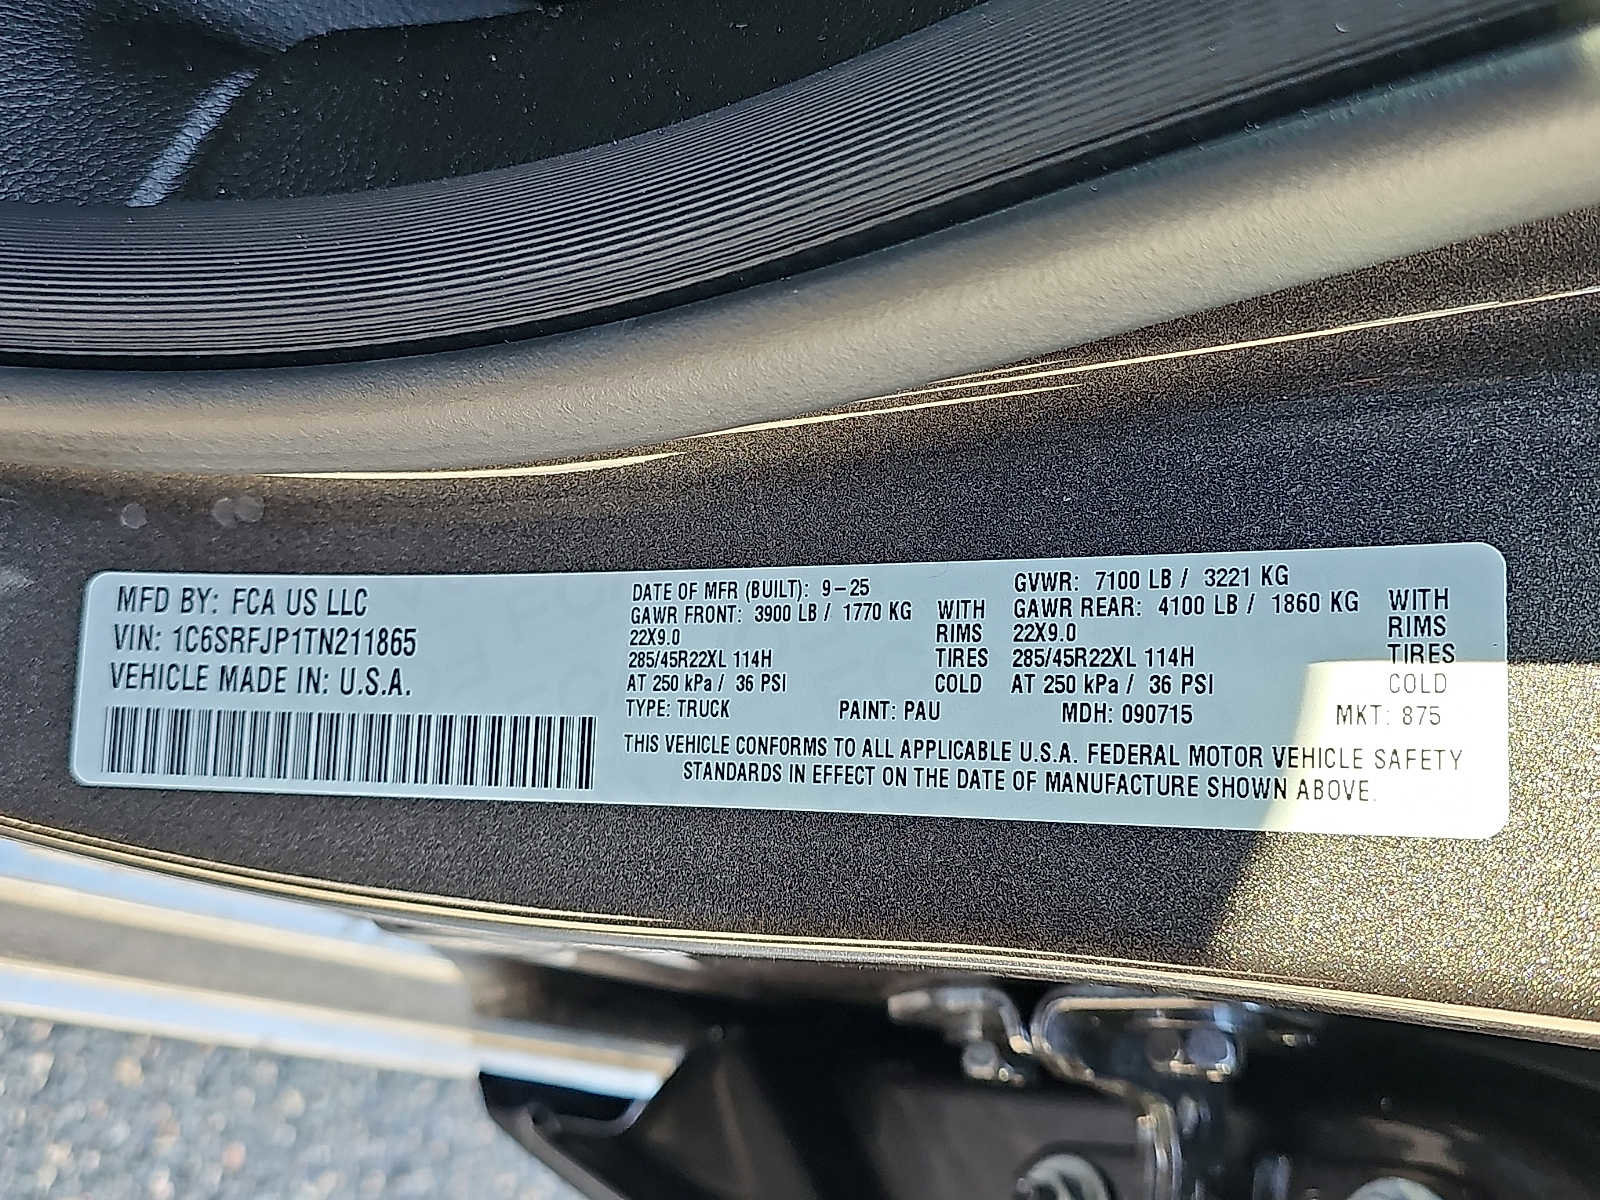 MFD BY: FCA US LLC
VIN: 1C6SRFJP1TN211865
VEHICLE MADE IN: U.S.A.
DATE OF MFR (BUILT): 9-25
GAWR FRONT: 3900 LB / 1770 KG WITH
22X9.0 RIMS
285/45R22XL 114H TIRES
AT 250 kPa / 36 PSI COLD
GVWR: 7100 LB / 3221 KG
GAWR REAR: 4100 LB / 1860 KG WITH
22X9.0 RIMS
285/45R22XL 114H TIRES
AT 250 kPa / 36 PSI COLD
TYPE: TRUCK PAINT: PAU MDH: 090715 MKT: 875
THIS VEHICLE CONFORMS TO ALL APPLICABLE U.S.A. FEDERAL MOTOR VEHICLE SAFETY
STANDARDS IN EFFECT ON THE DATE OF MANUFACTURE SHOWN ABOVE.